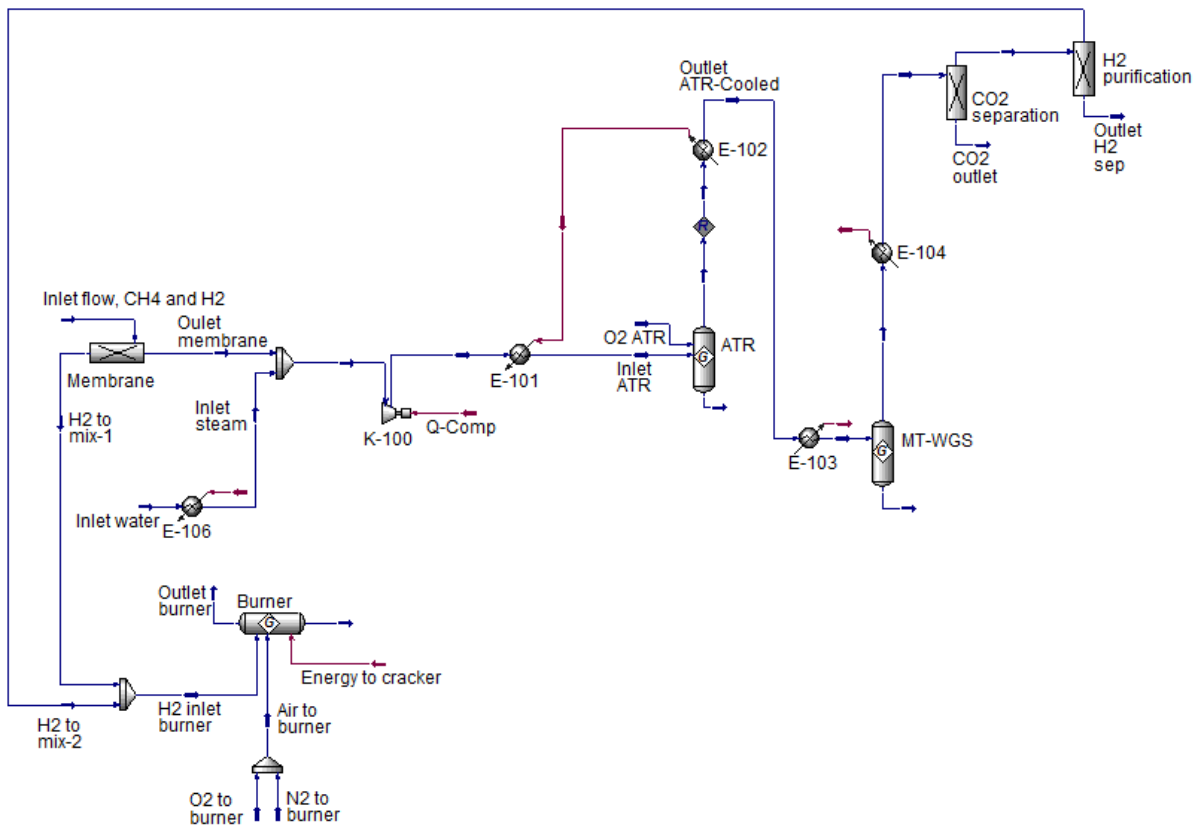 H2
purification
Outlet
ATR-Cooled
CO2
separation
Outlet
H2
sep
CO2
outlet
E-102
R
E-104
Inlet flow, CH4 and H2
Oulet
membrane
O2 ATR
ATR
G
Membrane
E-101
Inlet
ATR
Inlet
steam
H2 to
mix-1
K-100
Q-Comp
MT-WGS
G
E-103
Inlet water
E-106
Outlet
burner
Burner
G
Energy to cracker
H2 inlet
burner
Air to
burner
H2 to
mix-2
O2 to
burner
N2 to
burner